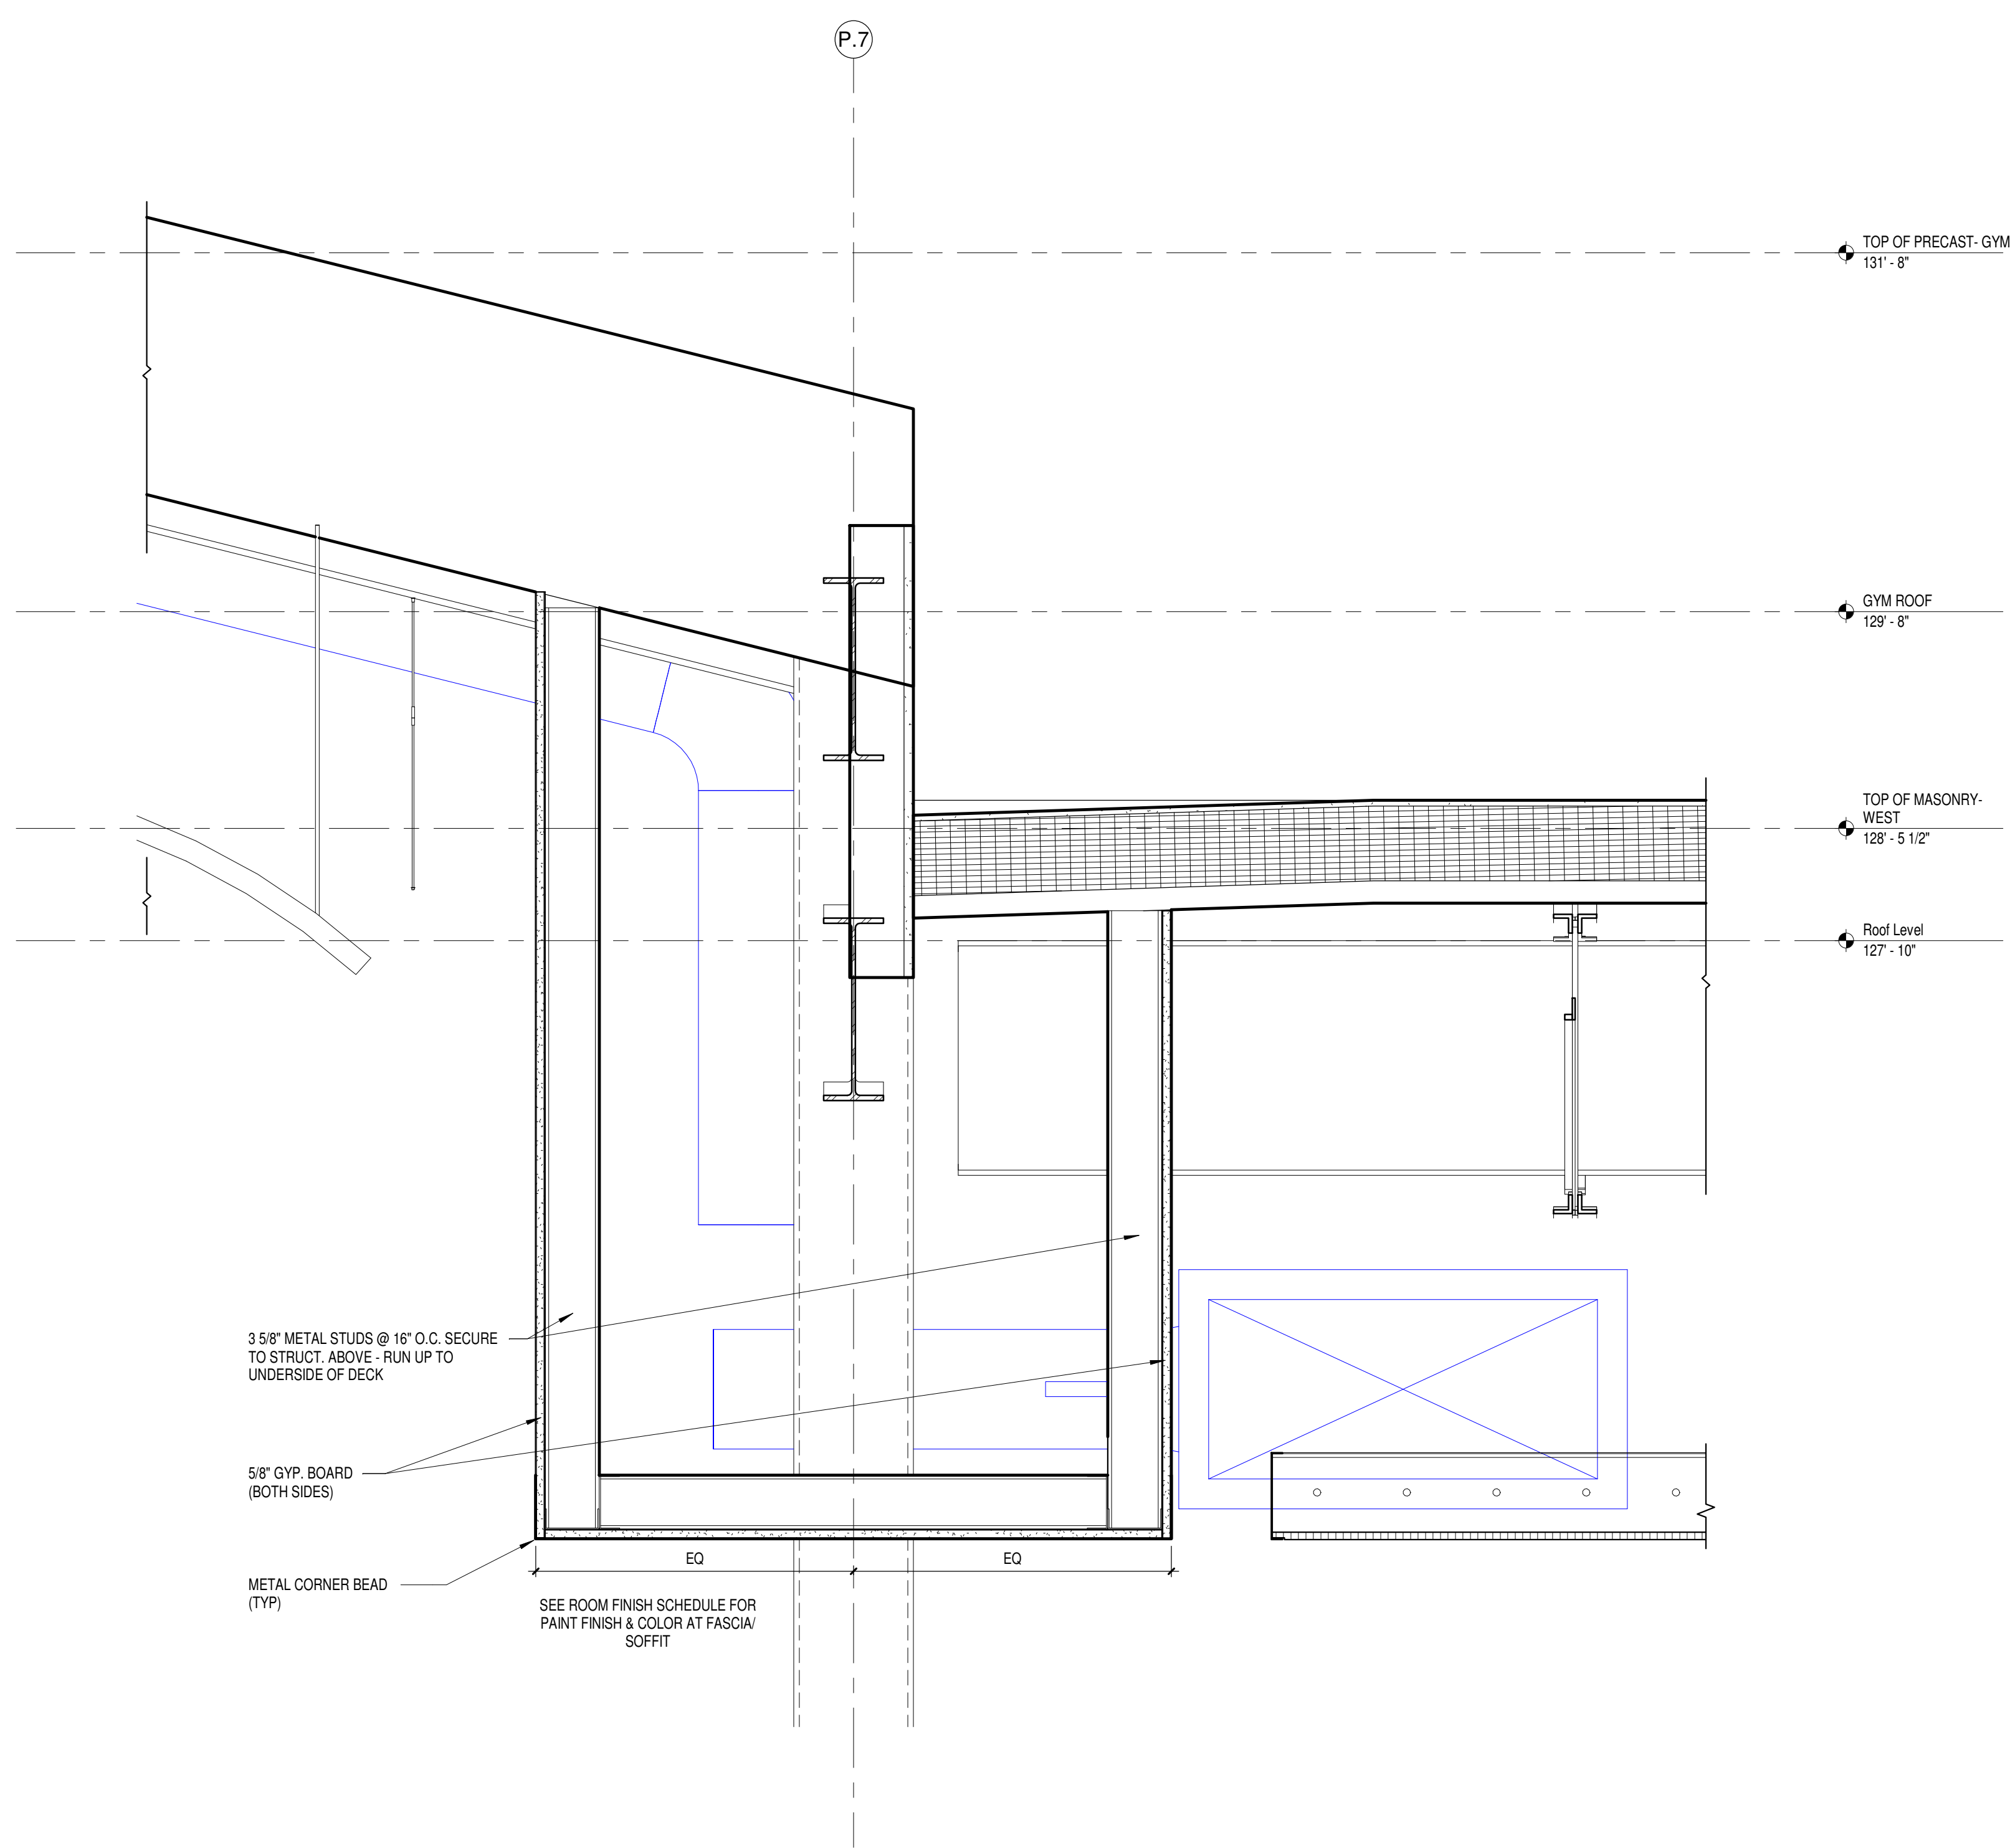 P.7
TOP OF PRECAST- GYM
131' - 8"
GYM ROOF
129' - 8"
TOP OF MASONRY-
WEST
128' - 5 1/2"
Roof Level
127' - 10"
3 5/8" METAL STUDS @ 16" O.C. SECURE
TO STRUCT. ABOVE - RUN UP TO
UNDERSIDE OF DECK
5/8" GYP. BOARD
(BOTH SIDES)
EQ
EQ
METAL CORNER BEAD
(TYP)
SEE ROOM FINISH SCHEDULE FOR
PAINT FINISH & COLOR AT FASCIA/
SOFFIT